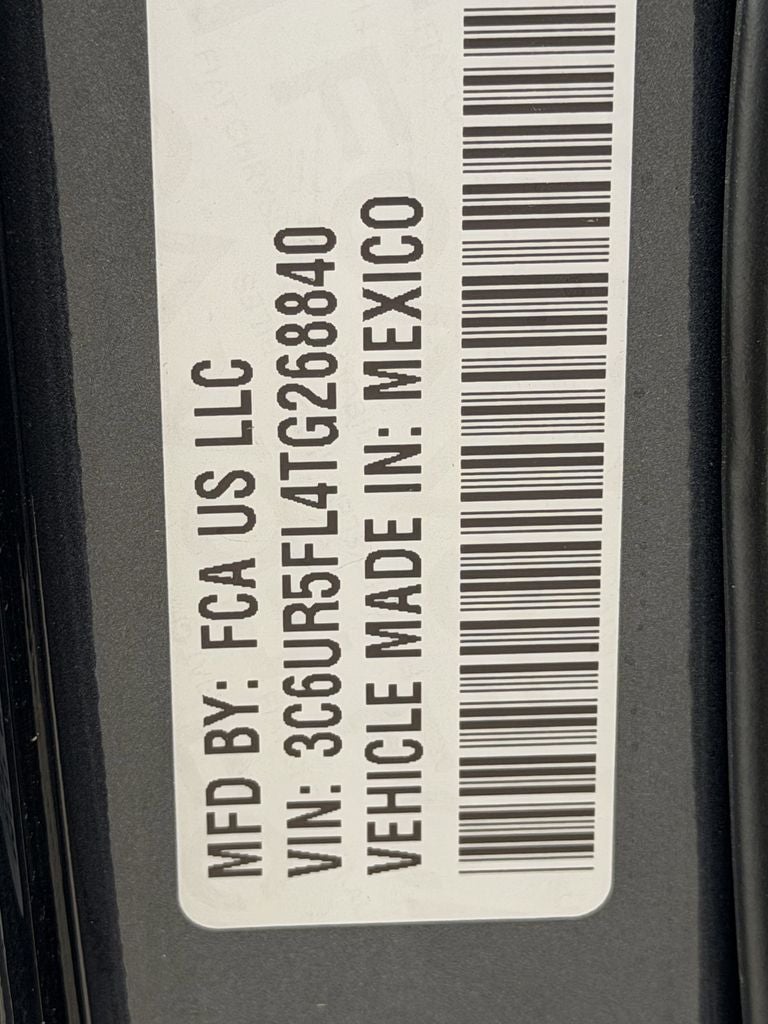 MFD BY: FCA US LLC
VIN: 3C6UR5FL4TG268840
VEHICLE MADE IN: MEXICO